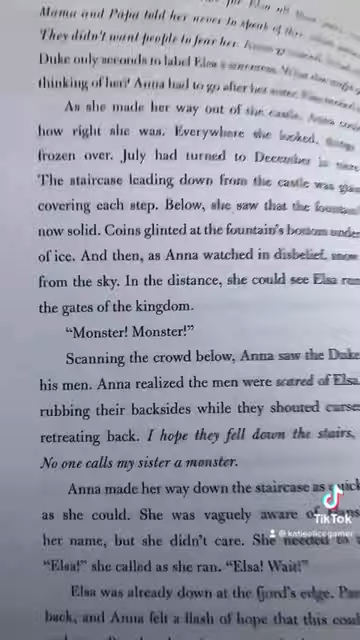 Mama and Papa told her never to speak of this
They didn't want people to fear her.
Duke only seconds to label Elsa a
thinking of her? Anna had to go after her
As she made her way out of the castle, Anna
how right she was. Everywhere she looked, things
frozen over. July had turned to December in
The staircase leading down from the castle was
covering each step. Below, she saw that the fountain
now solid. Coins glinted at the fountain's bottom under
of ice. And then, as Anna watched in disbelief, snow
from the sky. In the distance, she could see Elsa
the gates of the kingdom.
"Monster! Monster!"
Scanning the crowd below, Anna saw the Duke
his men. Anna realized the men were scared of Elsa.
rubbing their backsides while they shouted curse
retreating back. I hope they fell down the stairs,
No one calls my sister a monster.
Anna made her way down the staircase as
as she could. She was vaguely aware of
her name, but she didn't care. She needed to
"Elsa!" she called as she ran. "Elsa! Wait!"
Elsa was already down at the fjord's edge.
back, and Anna felt a flash of hope that this
TikTok
@katiealicegamer